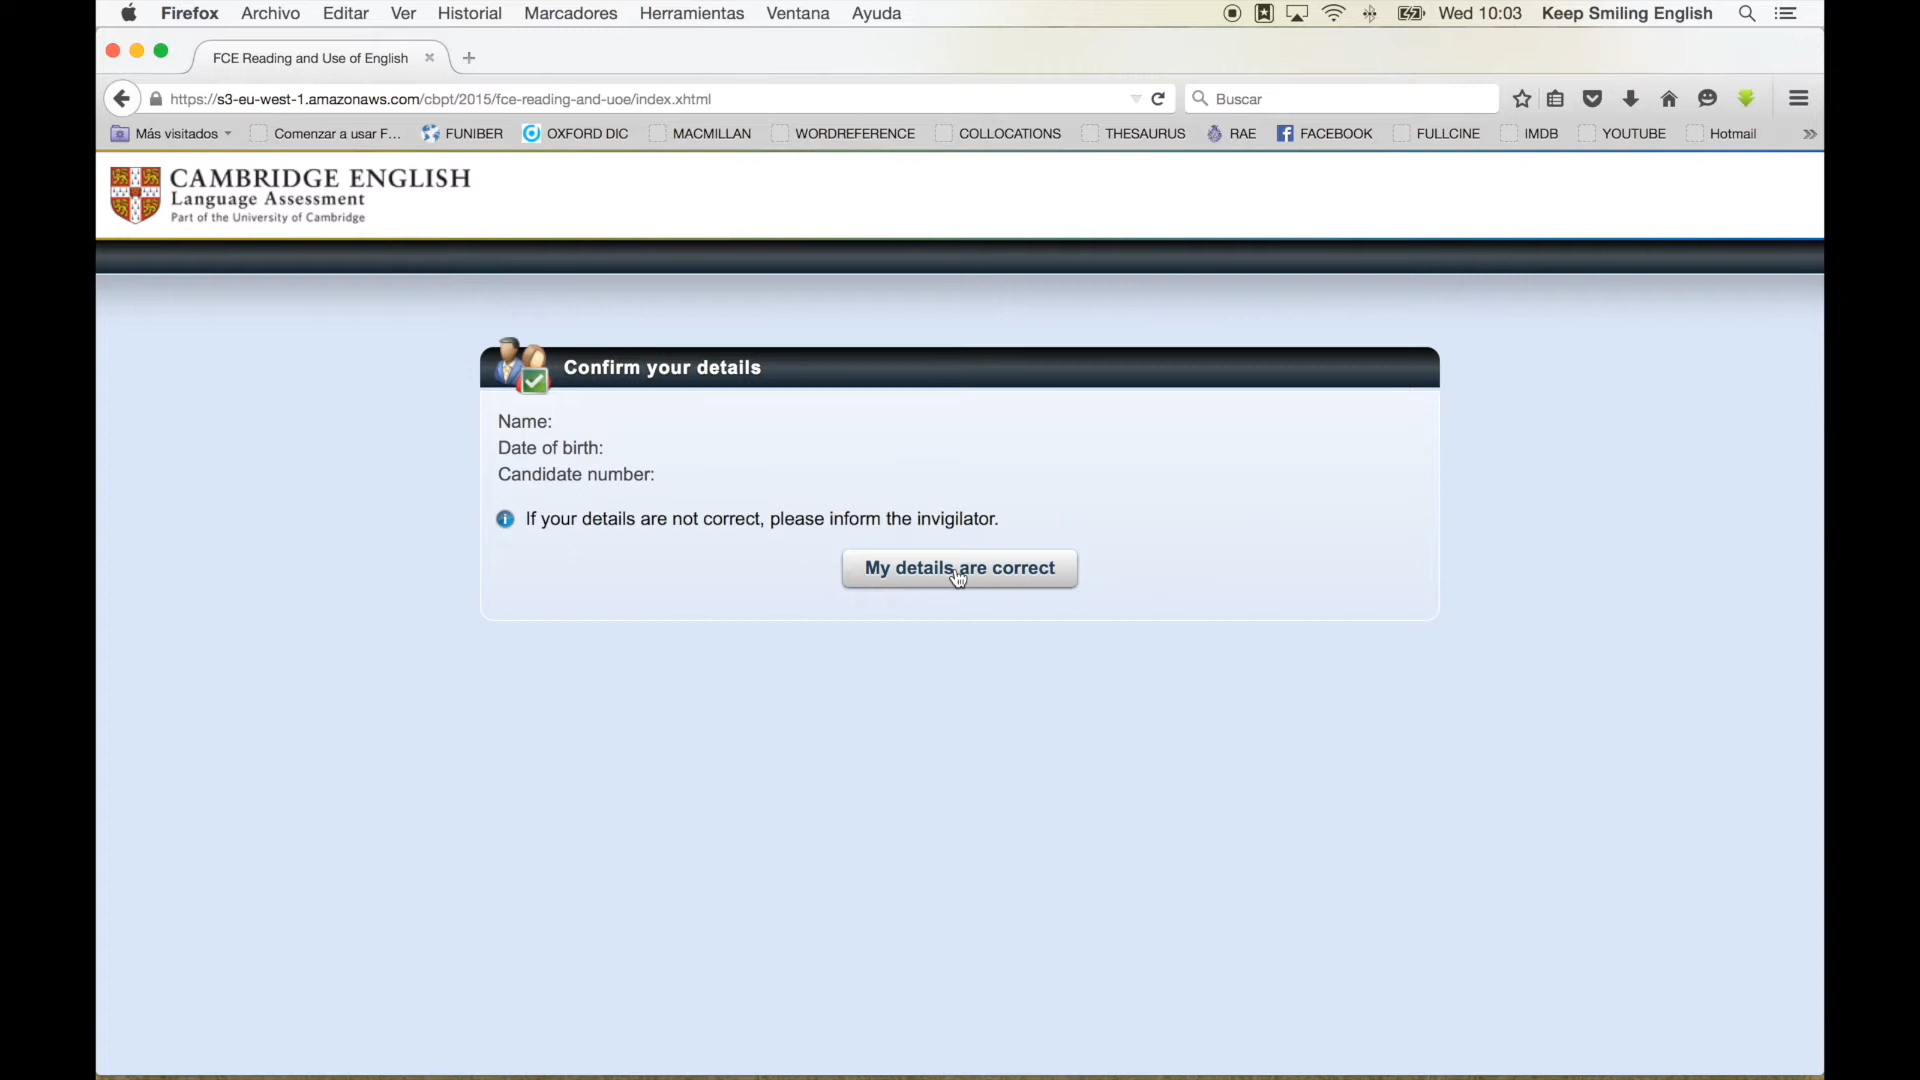 Firefox Archivo Editar Ver Historial Marcadores Herramientas Ventana Ayuda Wed 10:03 Keep Smiling English
FCE Reading and Use of English
https://s3-eu-west-1.amazonaws.com/cbpt/2015/fce-reading-and-uoe/index.xhtml Buscar
Más visitados Comenzar a usar F... FUNIBER OXFORD DIC MACMILLAN WORDREFERENCE COLLOCATIONS THESAURUS RAE FACEBOOK FULLCINE IMDB YOUTUBE Hotmail
CAMBRIDGE ENGLISH
Language Assessment
Part of the University of Cambridge
Confirm your details
Name:
Date of birth:
Candidate number:
If your details are not correct, please inform the invigilator.
My details are correct